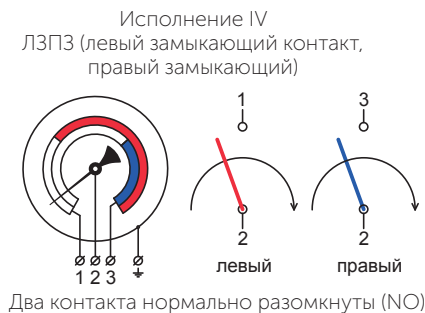 Исполнение IV
ЛЗПЗ (левый замыкающий контакт,
правый замыкающий)
1 3
1 2 3
2 2
левый правый
Два контакта нормально разомкнуты (NO)